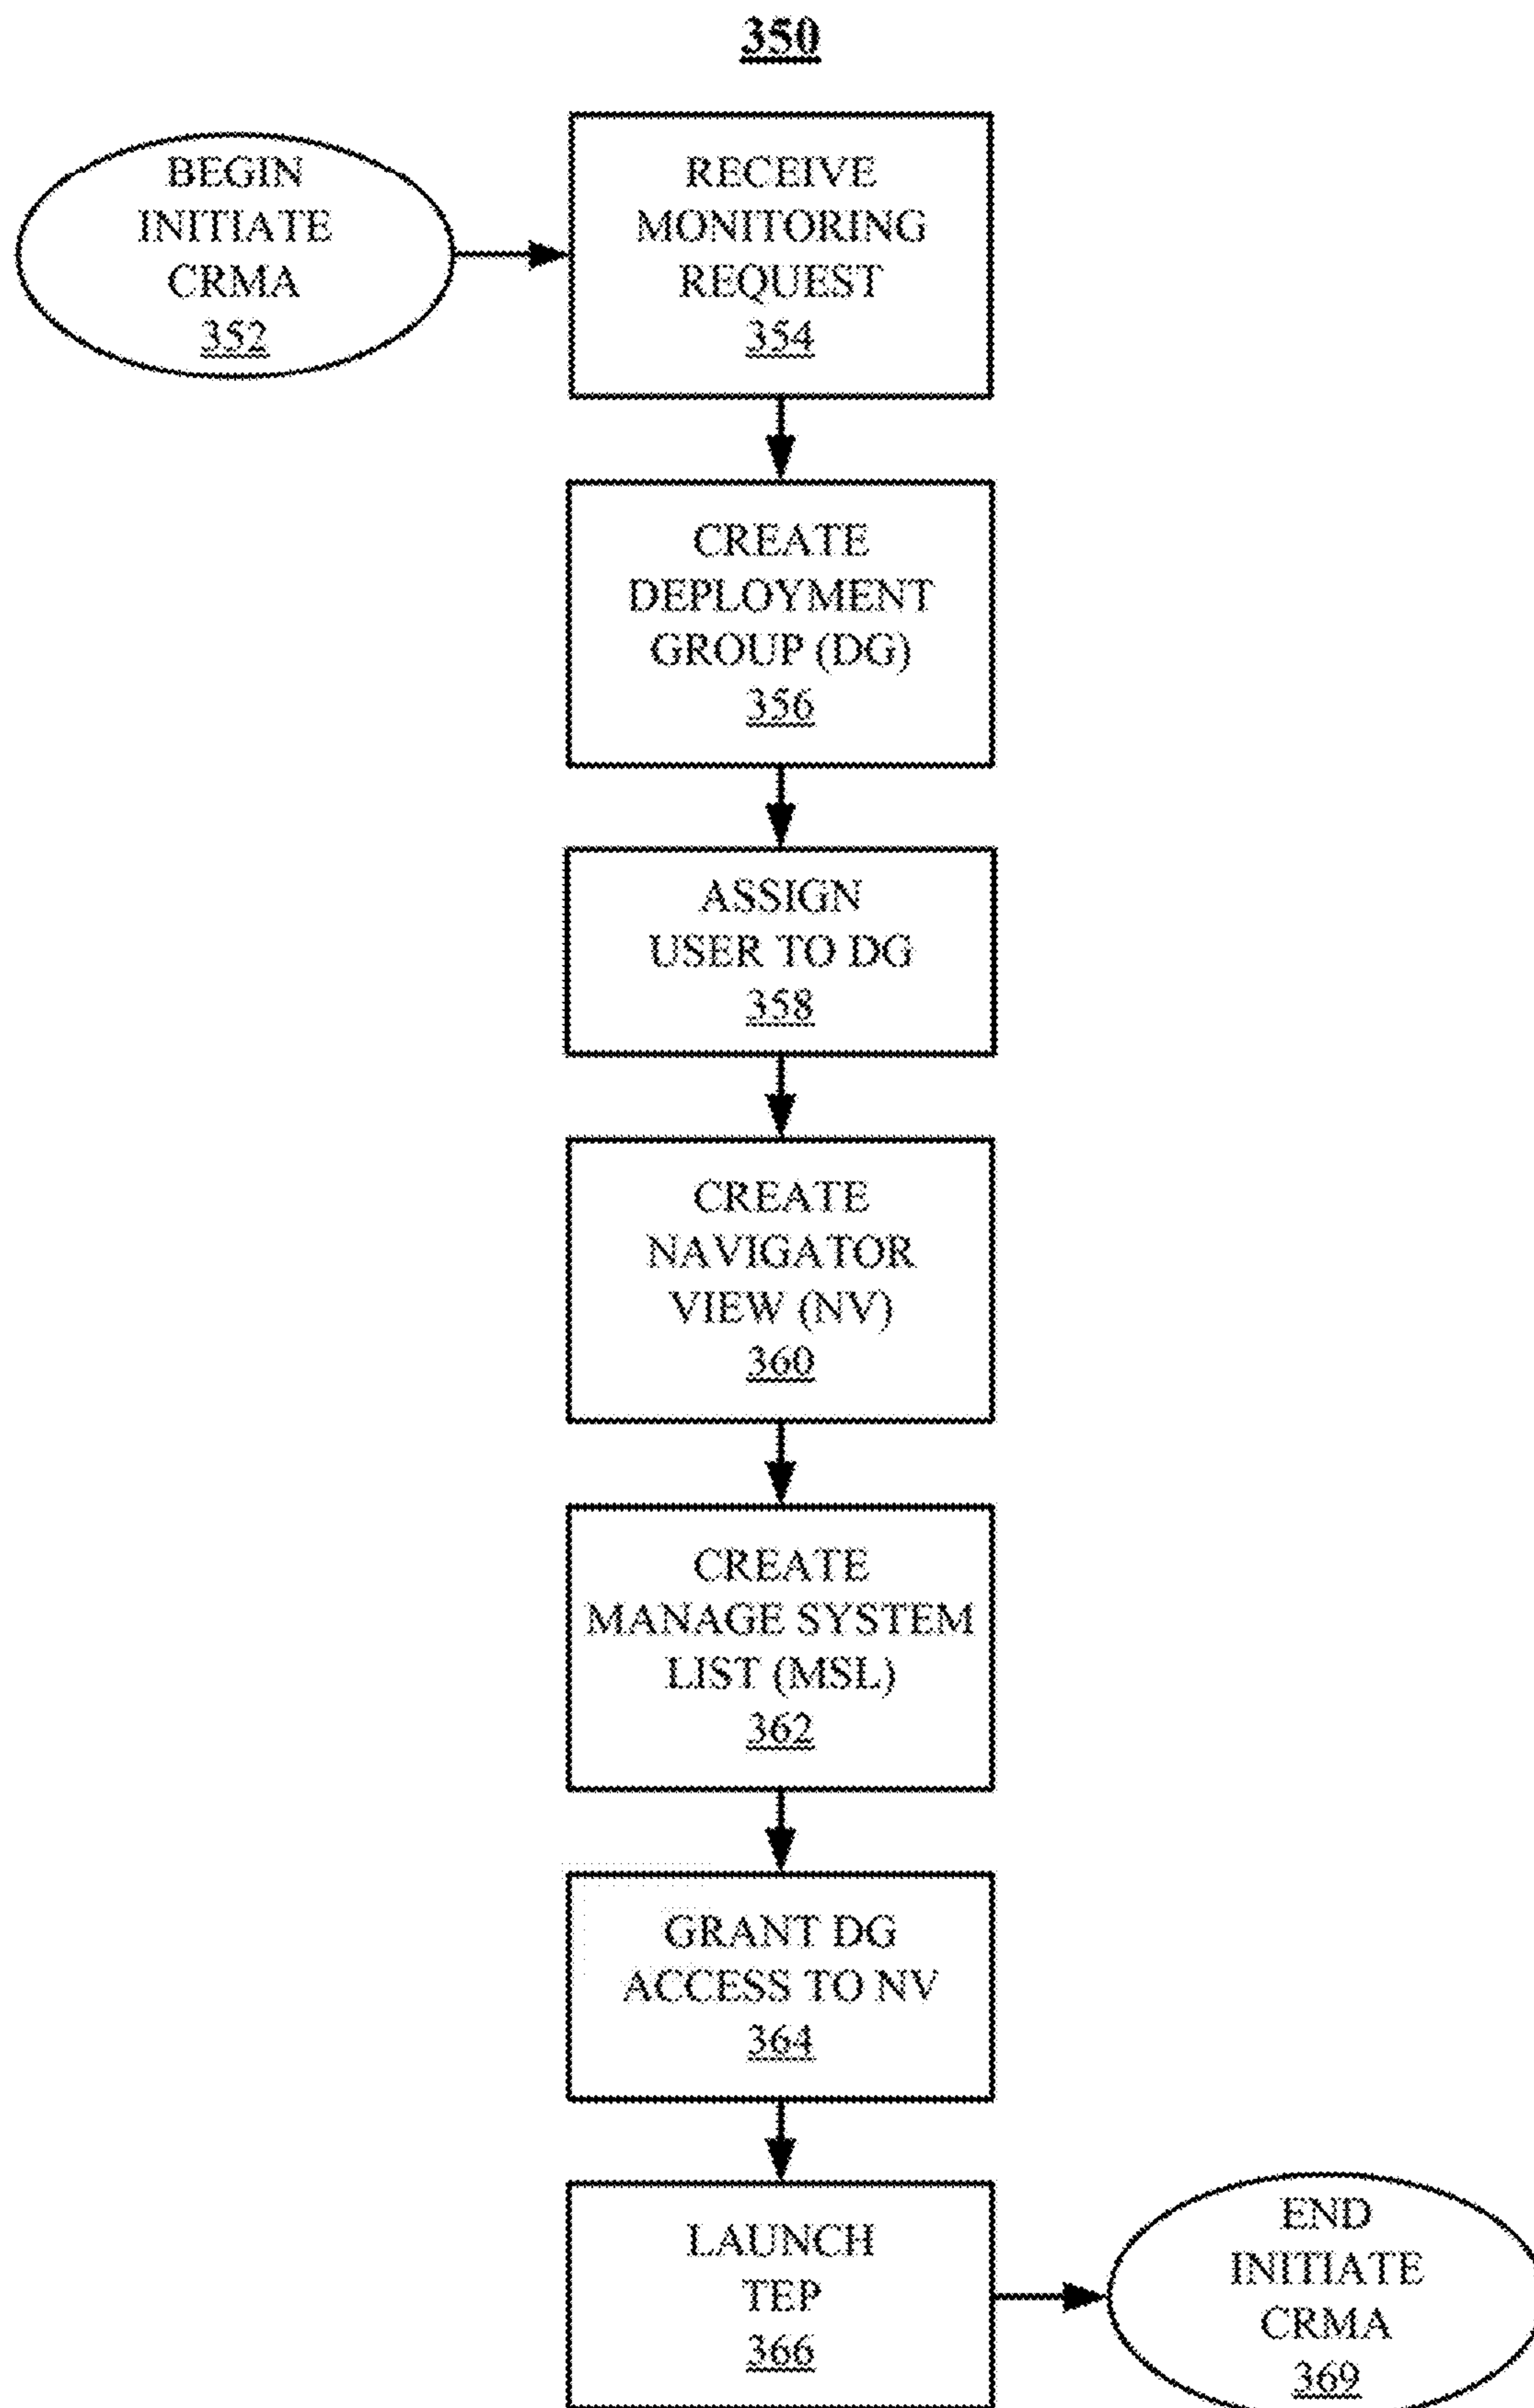 350
BEGIN
INITIATE
CRMA
352
RECEIVE
MONITORING
REQUEST
354
CREATE
DEPLOYMENT
GROUP (DG)
356
ASSIGN
USER TO DG
358
CREATE
NAVIGATOR
VIEW (NV)
360
CREATE
MANAGE SYSTEM
LIST (MSL)
362
GRANT DG
ACCESS TO NV
364
LAUNCH
TEP
366
END
INITIATE
CRMA
369